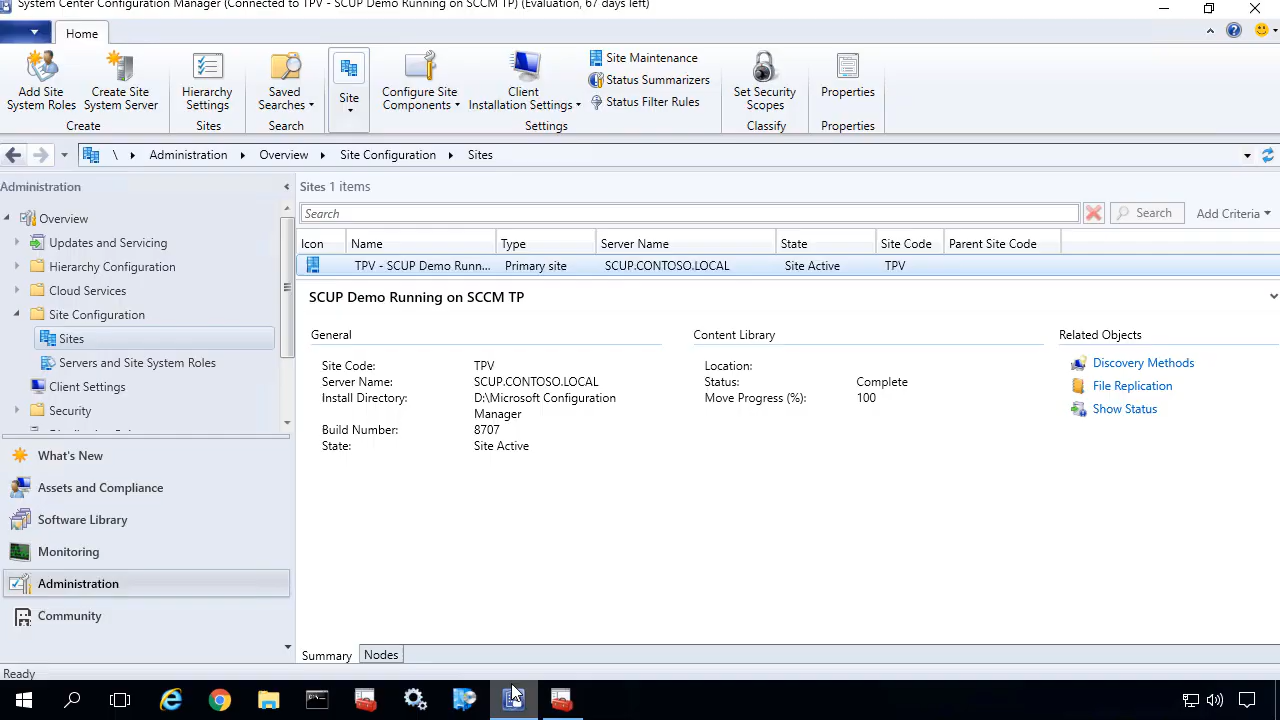 System Center Configuration Manager (Connected to TPV - SCUP Demo Running on SCCM TP) (Evaluation, 67 days left)
Home
Add Site
System Roles
Create Site
System Server
Hierarchy
Settings
Saved
Searches
Site
Configure Site
Components
Client
Installation Settings
Site Maintenance
Status Summarizers
Status Filter Rules
Set Security
Scopes
Properties
Create
Sites
Search
Settings
Classify
Properties
\ Administration Overview Site Configuration Sites
Administration
Overview
Updates and Servicing
Hierarchy Configuration
Cloud Services
Site Configuration
Sites
Servers and Site System Roles
Client Settings
Security
What's New
Assets and Compliance
Software Library
Monitoring
Administration
Community
Sites 1 items
Search
Search
Add Criteria
Icon Name Type Server Name State Site Code Parent Site Code
TPV - SCUP Demo Runn... Primary site SCUP.CONTOSO.LOCAL Site Active TPV
SCUP Demo Running on SCCM TP
General
Site Code: TPV
Server Name: SCUP.CONTOSO.LOCAL
Install Directory: D:\Microsoft Configuration
Manager
Build Number: 8707
State: Site Active
Content Library
Location:
Status: Complete
Move Progress (%): 100
Related Objects
Discovery Methods
File Replication
Show Status
Summary Nodes
Ready